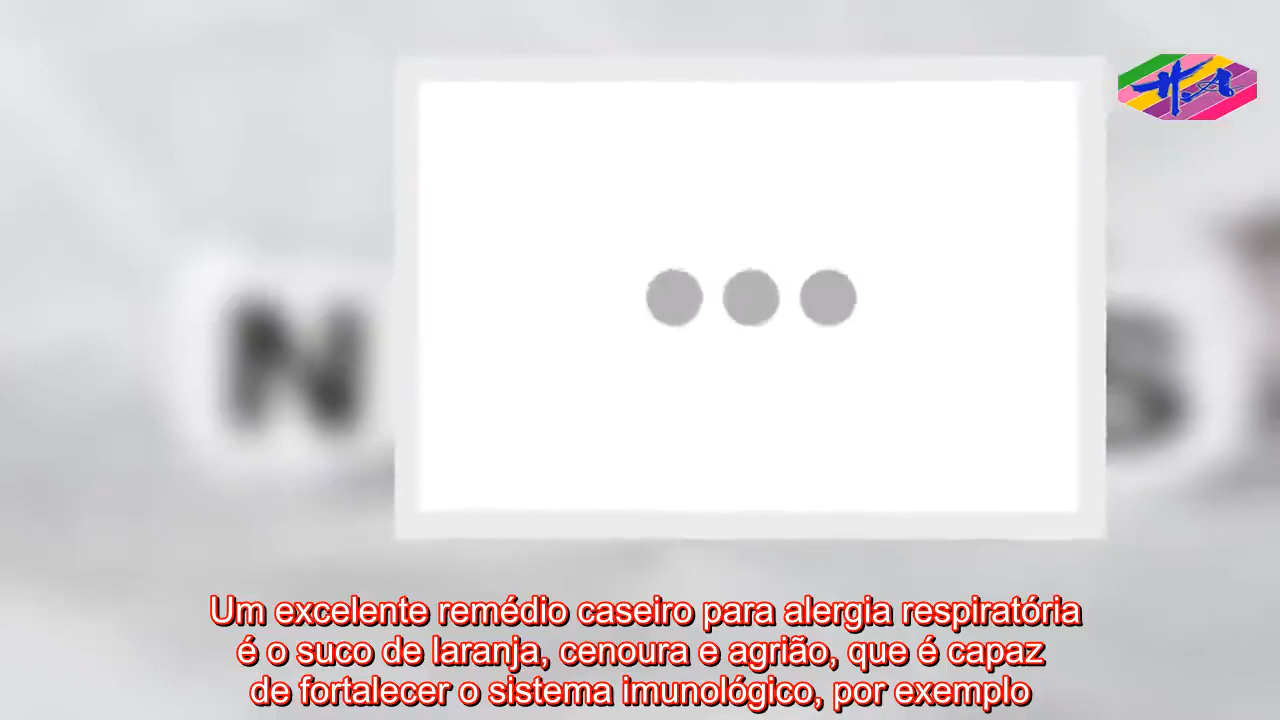 N
S
Um excelente remédio caseiro para alergia respiratória
é o suco de laranja, cenoura e agrião, que é capaz
de fortalecer o sistema imunológico, por exemplo